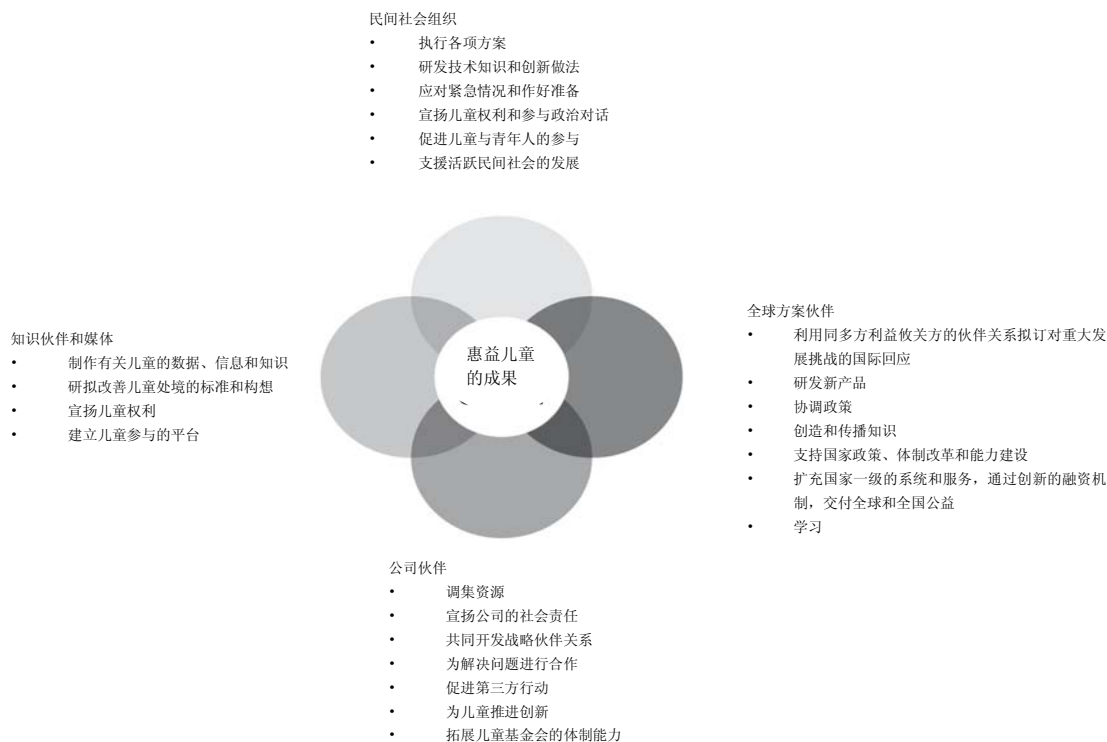 民间社会组织
• 执行各项方案
• 研发技术知识和创新做法
• 应对紧急情况和作好准备
• 宣扬儿童权利和参与政治对话
• 促进儿童与青年人的参与
• 支援活跃民间社会的发展
知识伙伴和媒体
• 制作有关儿童的数据、信息和知识
• 研拟改善儿童处境的标准和构想
• 宣扬儿童权利
• 建立儿童参与的平台
惠益儿童
的成果
全球方案伙伴
• 利用同多方利益攸关方的伙伴关系拟订对重大发
展挑战的国际回应
• 研发新产品
• 协调政策
• 创造和传播知识
• 支持国家政策、体制改革和能力建设
• 扩充国家一级的系统和服务，通过创新的融资机
制，交付全球和全国公益
• 学习
公司伙伴
• 调集资源
• 宣扬公司的社会责任
• 共同开发战略伙伴关系
• 为解决问题进行合作
• 促进第三方行动
• 为儿童推进创新
• 拓展儿童基金会的体制能力